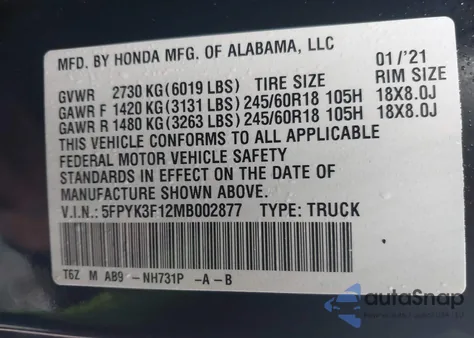 MFD. BY HONDA MFG. OF ALABAMA, LLC 01/'21
GVWR 2730 KG (6019 LBS) TIRE SIZE RIM SIZE
GAWR F 1420 KG (3131 LBS) 245/60R18 105H 18X8.0J
GAWR R 1480 KG (3263 LBS) 245/60R18 105H 18X8.0J
THIS VEHICLE CONFORMS TO ALL APPLICABLE
FEDERAL MOTOR VEHICLE SAFETY
STANDARDS IN EFFECT ON THE DATE OF
MANUFACTURE SHOWN ABOVE.
V.I.N.: 5FPYK3F12MB002877 TYPE: TRUCK
T6Z M AB9 -NH731P -A-B
autoSnap